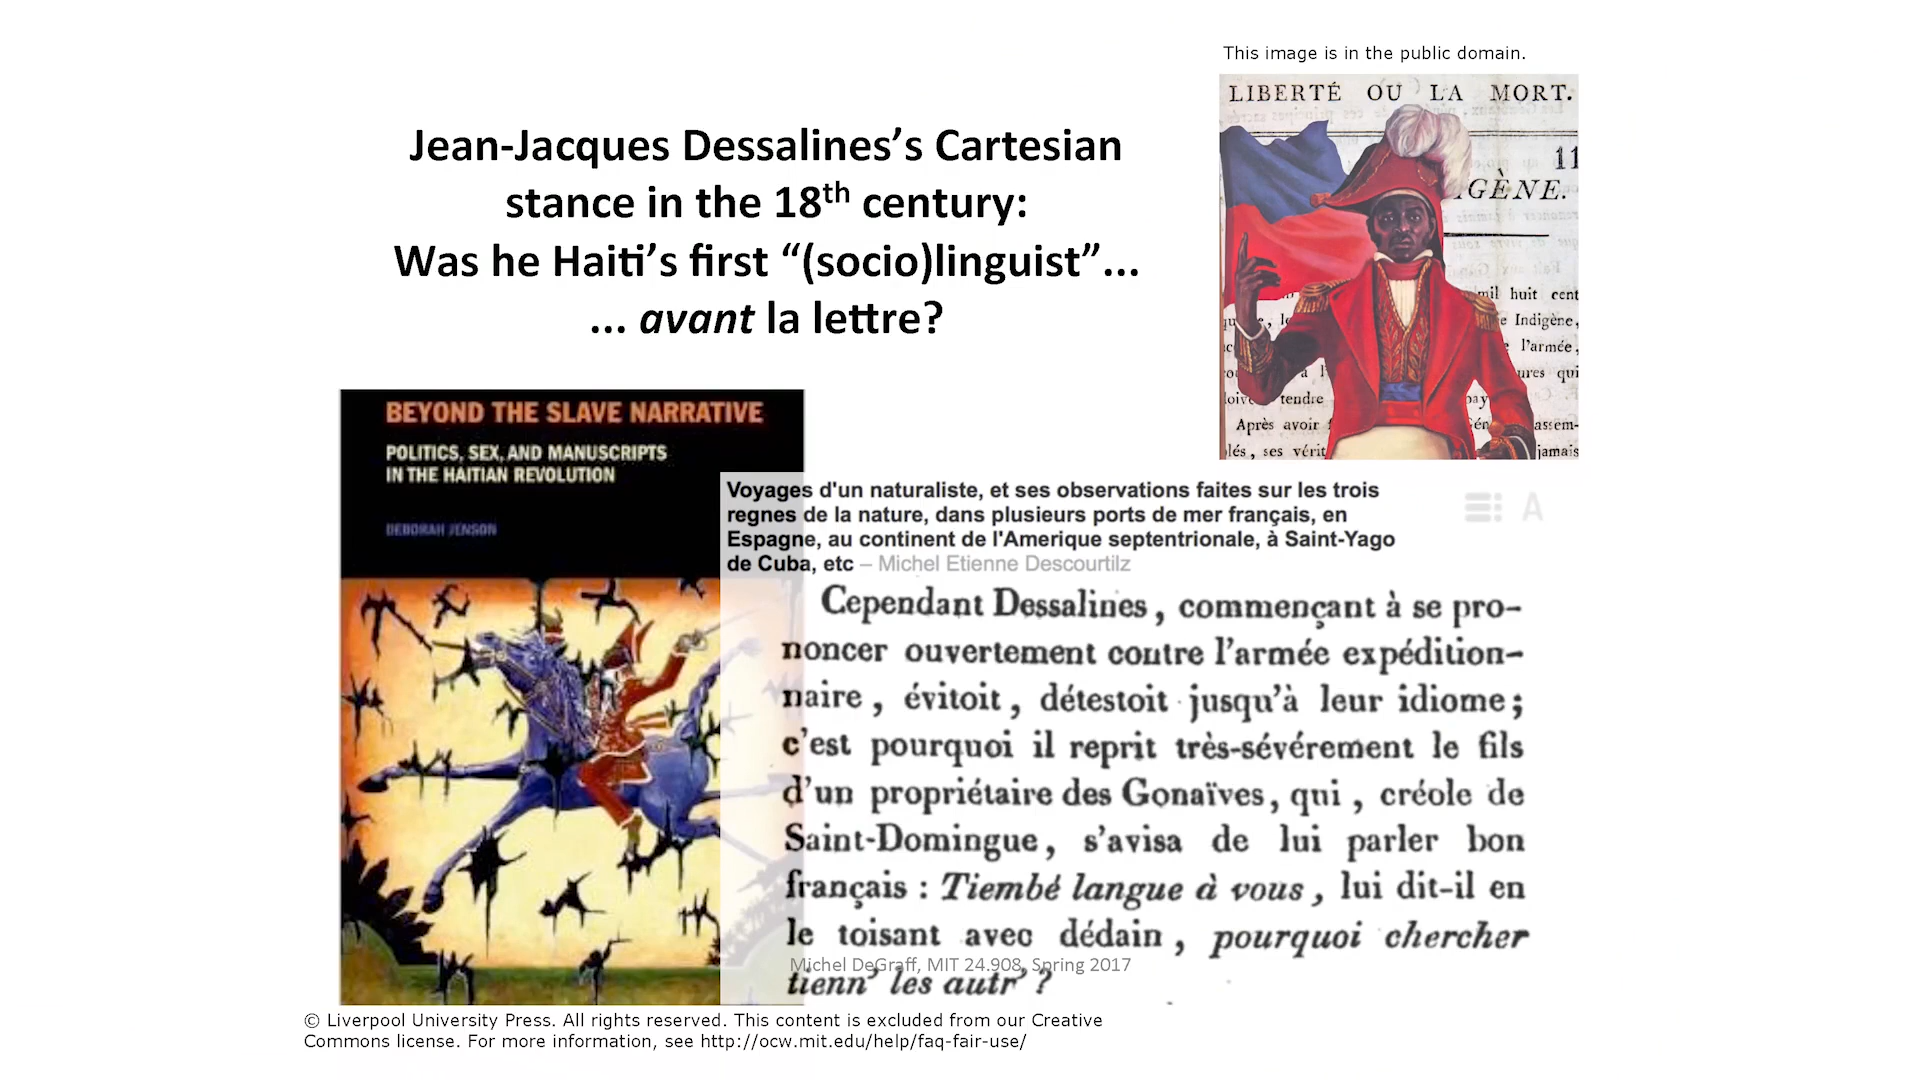 This image is in the public domain.
LIBERTÉ OU LA MORT.
11
GÈNE.
mil huit cent
e Indigène,
l'armée,
ures qui
tendre
pay
Après avoir
assem-
lés, ses vérit
jamais
Jean-Jacques Dessalines’s Cartesian
stance in the 18th century:
Was he Haiti’s first “(socio)linguist”...
... avant la lettre?
BEYOND THE SLAVE NARRATIVE
POLITICS, SEX, AND MANUSCRIPTS
IN THE HAITIAN REVOLUTION
DEBORAH JENSON
Voyages d'un naturaliste, et ses observations faites sur les trois
regnes de la nature, dans plusieurs ports de mer français, en
Espagne, au continent de l'Amerique septentrionale, à Saint-Yago
de Cuba, etc – Michel Etienne Descourtilz
A
Cependant Dessalines, commençant à se pro-
noncer ouvertement contre l'armée expédition-
naire, évitoit, détestoit jusqu'à leur idiome;
c'est pourquoi il reprit très-sévérement le fils
d'un propriétaire des Gonaïves, qui, créole de
Saint-Domingue, s'avisa de lui parler bon
français : Tiembé langue à vous, lui dit-il en
le toisant avec dédain, pourquoi chercher
tienn' les autr' ?
Michel DeGraff, MIT 24.908, Spring 2017
© Liverpool University Press. All rights reserved. This content is excluded from our Creative
Commons license. For more information, see http://ocw.mit.edu/help/faq-fair-use/